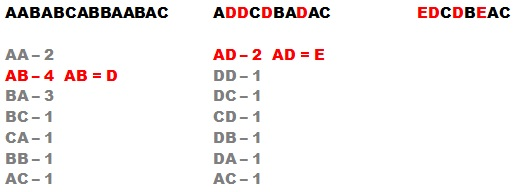 AABABCABBAABAC ADDCDBADAC EDCDBEAC
AA – 2 AD – 2 AD = E
AB – 4 AB = D DD – 1
BA – 3 DC – 1
BC – 1 CD – 1
CA – 1 DB – 1
BB – 1 DA – 1
AC – 1 AC – 1